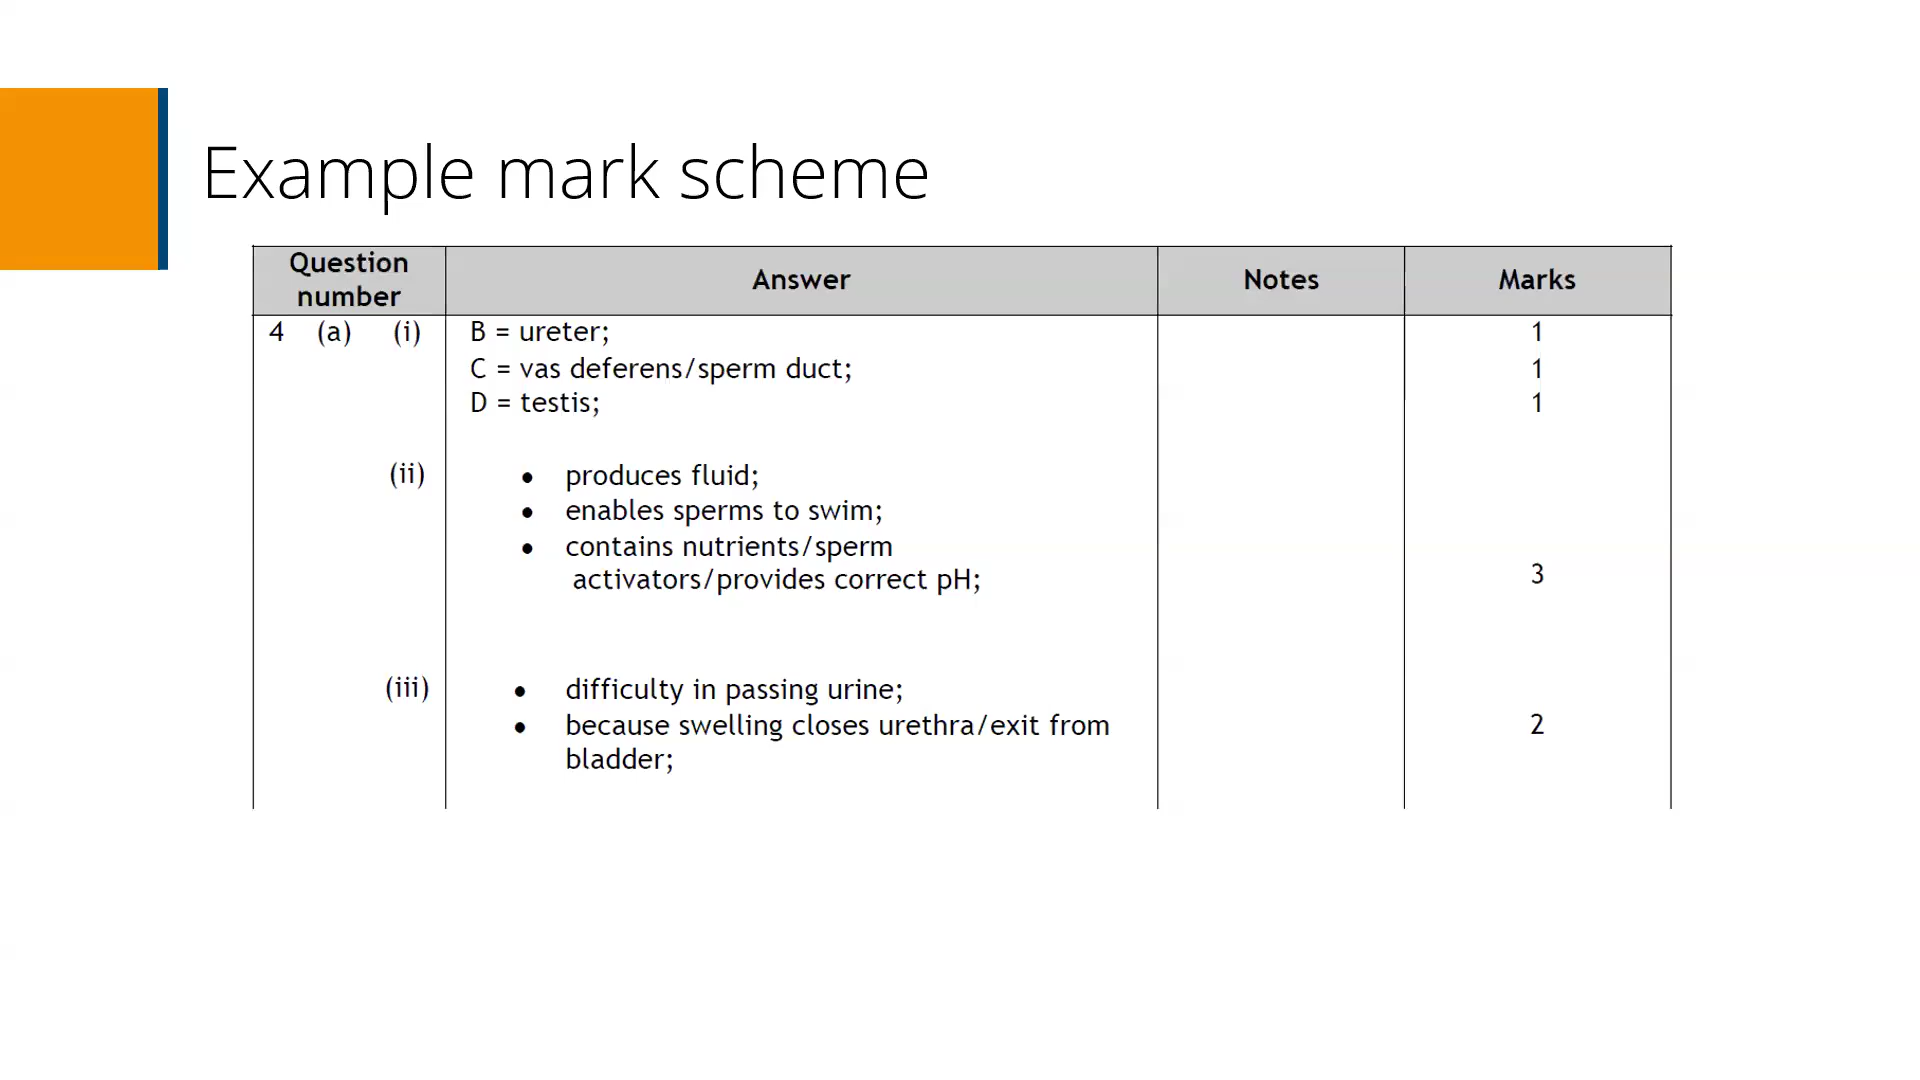 Example mark scheme
Question number Answer Notes Marks
4 (a) (i) B = ureter; 1
C = vas deferens/sperm duct; 1
D = testis; 1
(ii) • produces fluid;
• enables sperms to swim;
• contains nutrients/sperm
activators/provides correct pH; 3
(iii) • difficulty in passing urine;
• because swelling closes urethra/exit from 2
bladder;